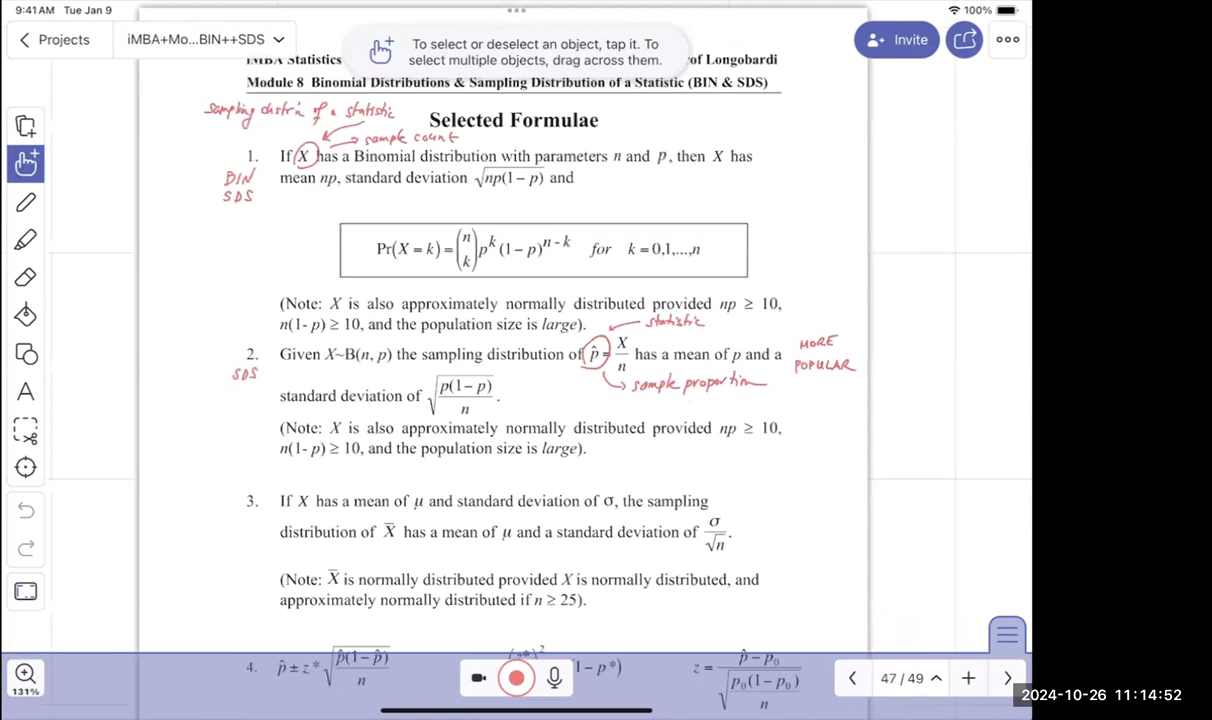 9:41 AM Tue Jan 9
100%
Projects
iMBA+Mo...BIN++SDS
To select or deselect an object, tap it. To
select multiple objects, drag across them.
Invite
iMBA Statistics
of Longobardi
Module 8 Binomial Distributions & Sampling Distribution of a Statistic (BIN & SDS)
Sampling distr'n of a statistic
Selected Formulae
→ sample count
1. If X has a Binomial distribution with parameters n and p, then X has
BIN
mean np, standard deviation √np(1−p) and
SDS
Pr(X = k) = (n k) p^k (1−p)^{n-k} for k = 0,1,...,n
(Note: X is also approximately normally distributed provided np ≥ 10,
n(1- p) ≥ 10, and the population size is large).
statistic
2. Given X~B(n, p) the sampling distribution of p̂ = X/n has a mean of p and a
MORE
POPULAR
SDS
→ sample proportion
standard deviation of √(p(1−p)/n).
(Note: X is also approximately normally distributed provided np ≥ 10,
n(1- p) ≥ 10, and the population size is large).
3. If X has a mean of μ and standard deviation of σ, the sampling
distribution of X̄ has a mean of μ and a standard deviation of σ/√n.
(Note: X̄ is normally distributed provided X is normally distributed, and
approximately normally distributed if n ≥ 25).
4. p̂ ± z* √(p̂(1−p̂)/n)
1− p*)
z = (p̂ − p₀)/√(p₀(1−p₀)/n)
131%
47 / 49
2024-10-26 11:14:52